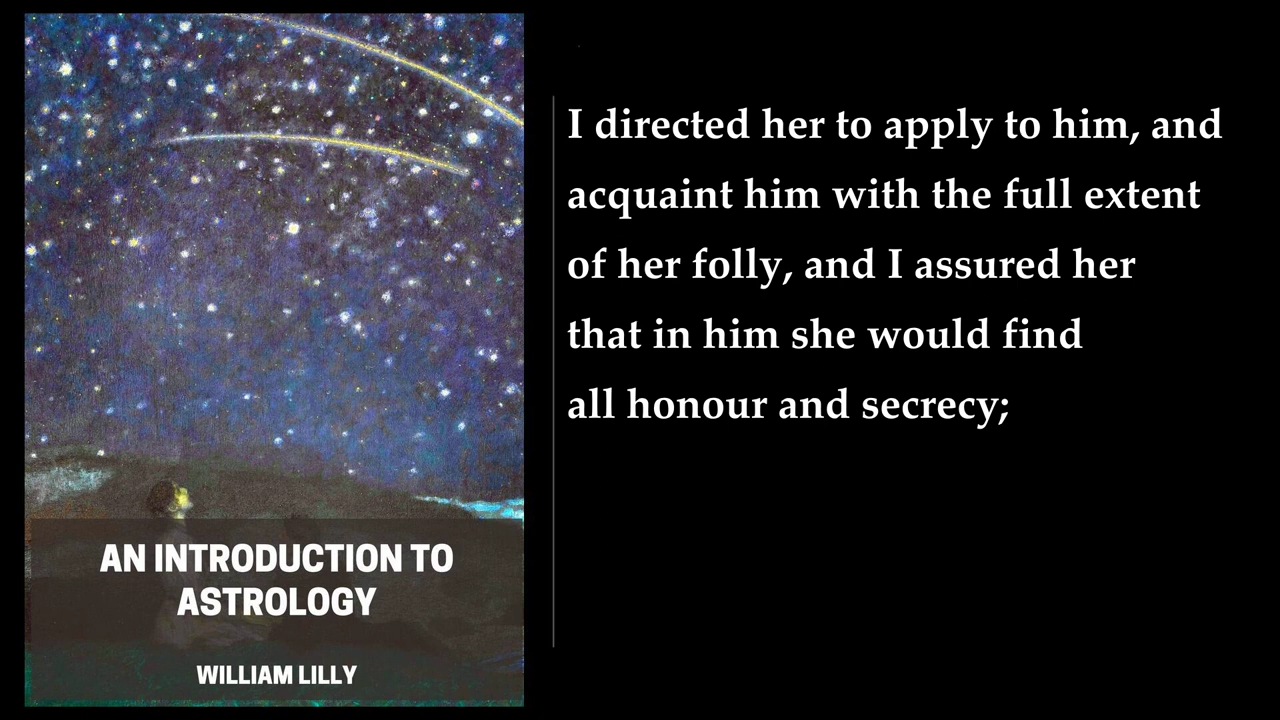 I directed her to apply to him, and
acquaint him with the full extent
of her folly, and I assured her
that in him she would find
all honour and secrecy;
AN INTRODUCTION TO
ASTROLOGY
WILLIAM LILLY